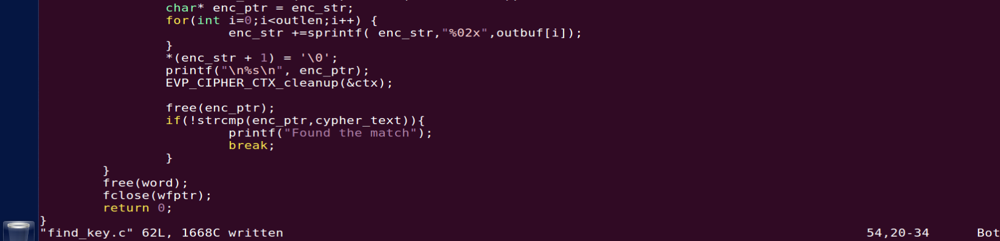 char* enc_ptr = enc_str;
for(int i=0;i<outlen;i++) {
enc_str +=sprintf( enc_str,"%02x",outbuf[i]);
}
*(enc_str + 1) = '\0';
printf("\n%s\n", enc_ptr);
EVP_CIPHER_CTX_cleanup(&ctx);
free(enc_ptr);
if(!strcmp(enc_ptr,cypher_text)){
printf("Found the match");
break;
}
}
free(word);
fclose(wfptr);
return 0;
}
"find_key.c" 62L, 1668C written 54,20-34 Bot